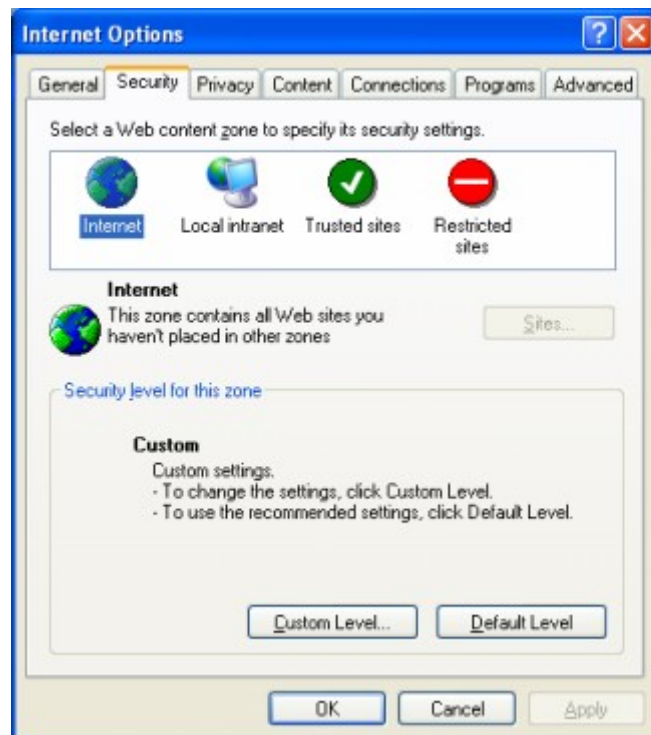 Internet Options
General Security Privacy Content Connections Programs Advanced
Select a Web content zone to specify its security settings.
Internet Local intranet Trusted sites Restricted
sites
Internet
This zone contains all Web sites you
haven't placed in other zones
Sites...
Security level for this zone
Custom
Custom settings.
- To change the settings, click Custom Level.
- To use the recommended settings, click Default Level.
Custom Level... Default Level
OK Cancel Apply